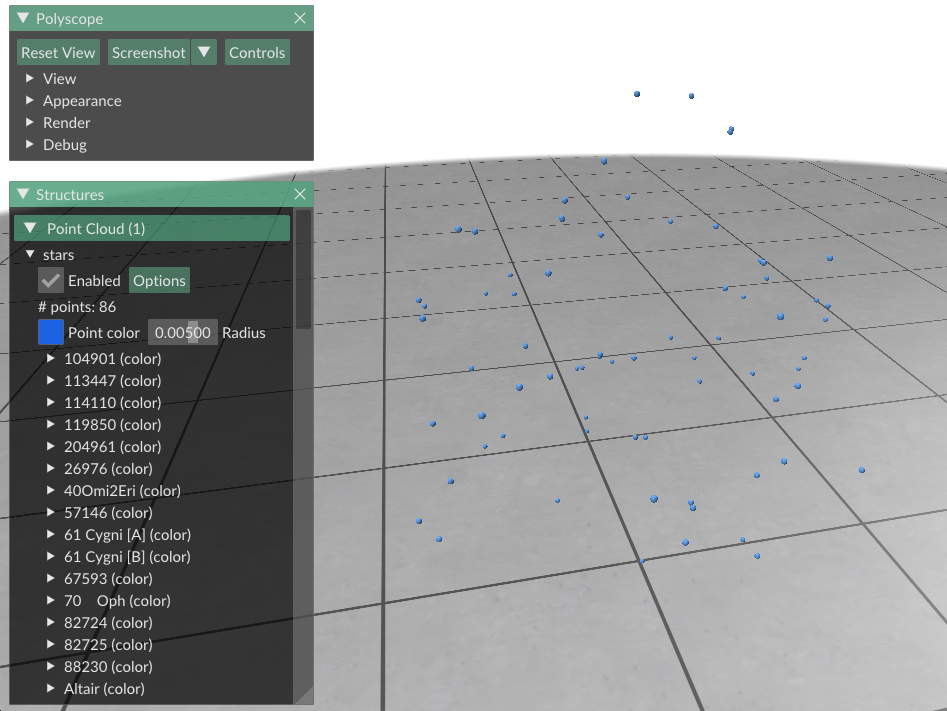 Polyscope
Reset View Screenshot Controls
View
Appearance
Render
Debug
Structures
Point Cloud (1)
stars
Enabled Options
# points: 86
Point color 0.00500 Radius
104901 (color)
113447 (color)
114110 (color)
119850 (color)
204961 (color)
26976 (color)
40Omi2Eri (color)
57146 (color)
61 Cygni [A] (color)
61 Cygni [B] (color)
67593 (color)
70    Oph (color)
82724 (color)
82725 (color)
88230 (color)
Altair (color)